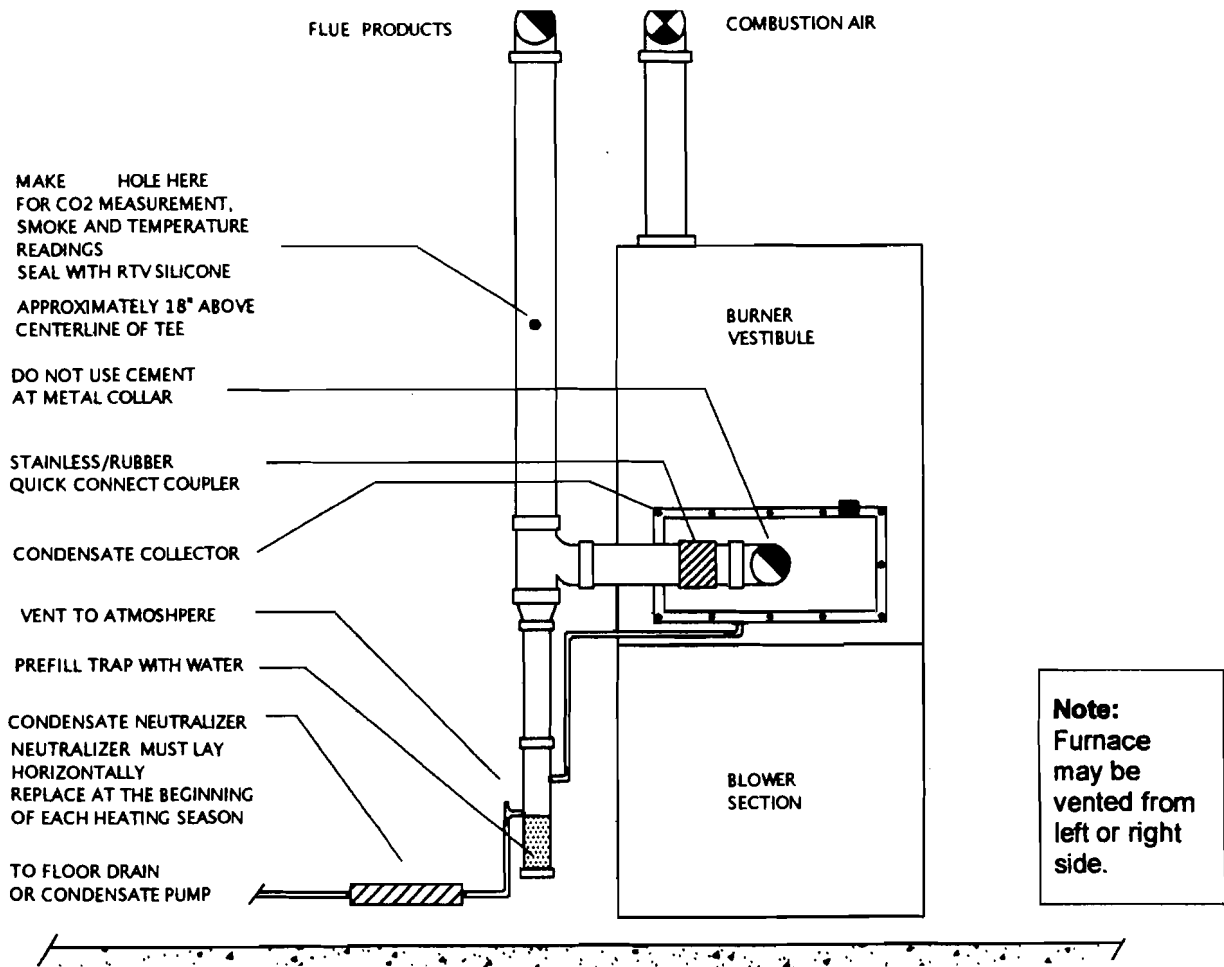 FLUE PRODUCTS
COMBUSTION AIR
MAKE HOLE HERE
FOR CO2 MEASUREMENT,
SMOKE AND TEMPERATURE
READINGS
SEAL WITH RTV SILICONE
APPROXIMATELY 18" ABOVE
CENTERLINE OF TEE
BURNER
VESTIBULE
DO NOT USE CEMENT
AT METAL COLLAR
STAINLESS/RUBBER
QUICK CONNECT COUPLER
CONDENSATE COLLECTOR
VENT TO ATMOSHPERE
PREFILL TRAP WITH WATER
CONDENSATE NEUTRALIZER
NEUTRALIZER MUST LAY
HORIZONTALLY
REPLACE AT THE BEGINNING
OF EACH HEATING SEASON
BLOWER
SECTION
TO FLOOR DRAIN
OR CONDENSATE PUMP
Note:
Furnace
may be
vented from
left or right
side.